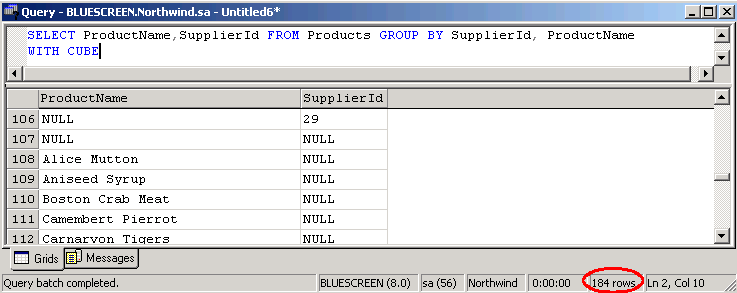 Query - BLUESCREEN.Northwind.sa - Untitled6*
SELECT ProductName,SupplierId FROM Products GROUP BY SupplierId, ProductName
WITH CUBE
ProductName SupplierId
106 NULL 29
107 NULL NULL
108 Alice Mutton NULL
109 Aniseed Syrup NULL
110 Boston Crab Meat NULL
111 Camembert Pierrot NULL
112 Carnarvon Tigers NULL
Grids Messages
Query batch completed. BLUESCREEN (8.0) sa (56) Northwind 0:00:00 184 rows Ln 2, Col 10